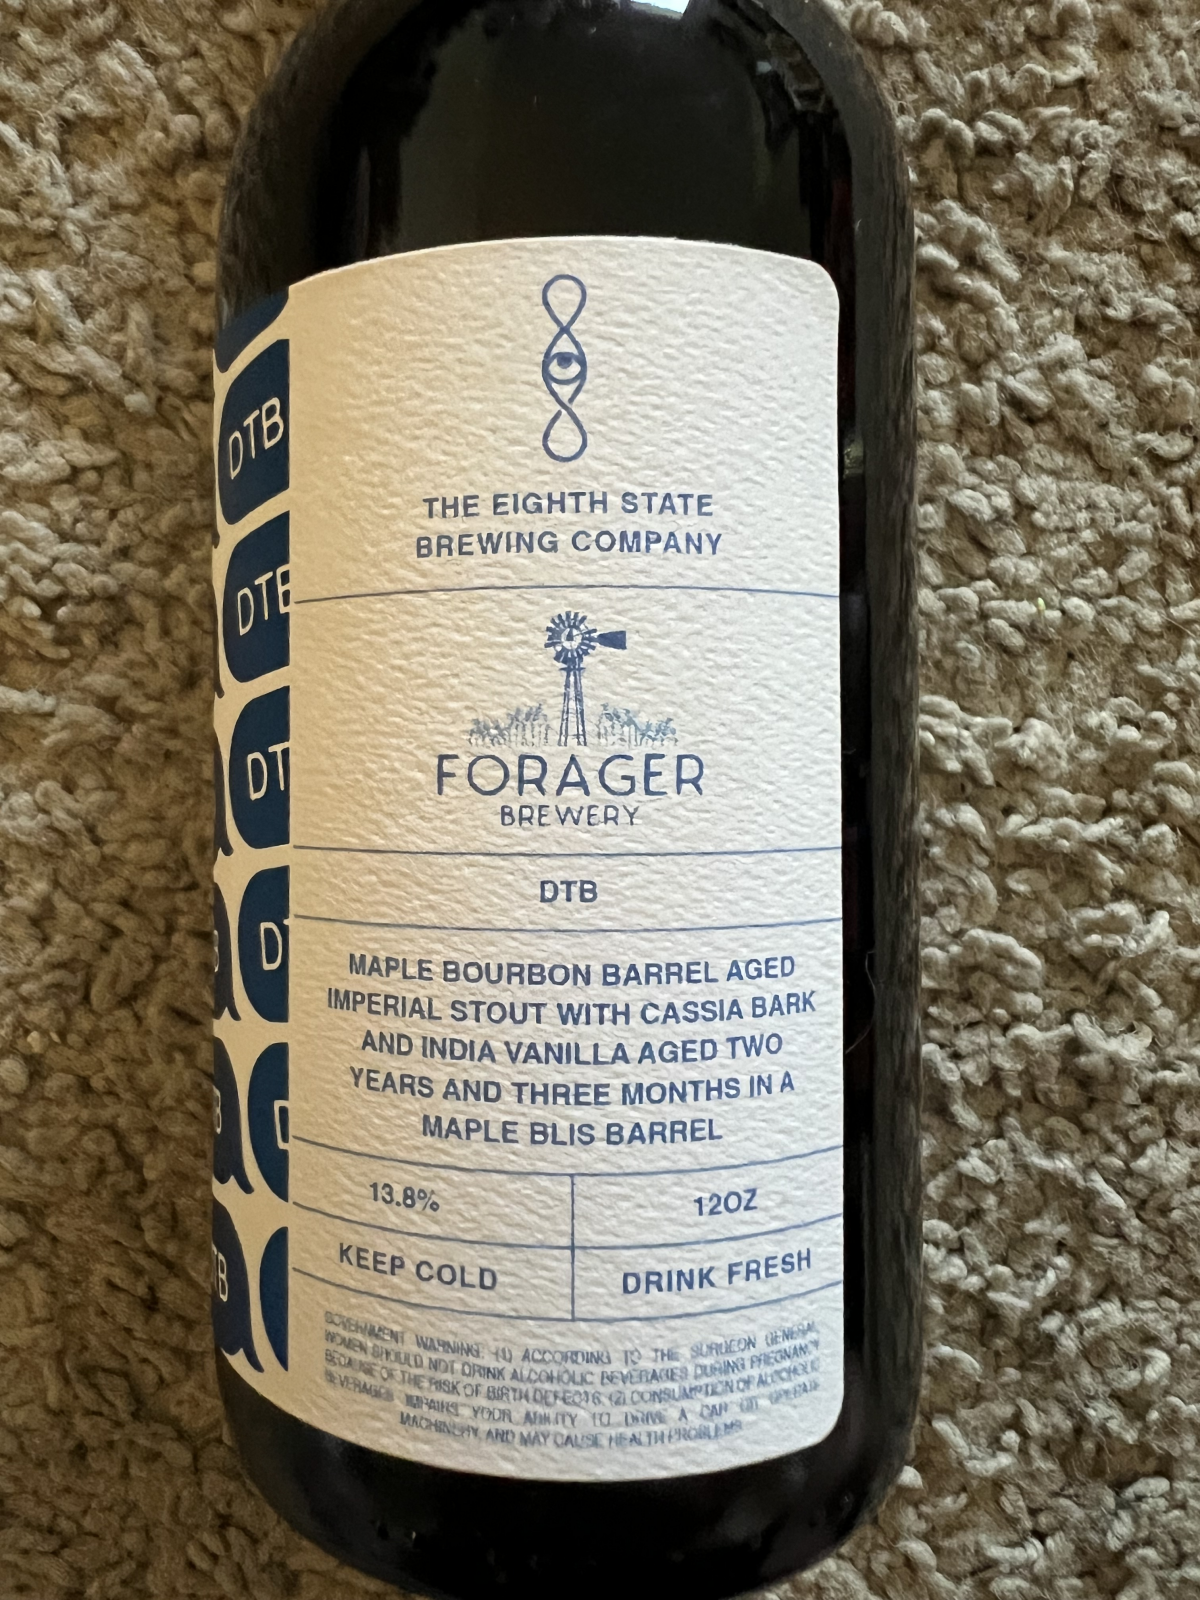 THE EIGHTH STATE
BREWING COMPANY
FORAGER
BREWERY
DTB
MAPLE BOURBON BARREL AGED
IMPERIAL STOUT WITH CASSIA BARK
AND INDIA VANILLA AGED TWO
YEARS AND THREE MONTHS IN A
MAPLE BLIS BARREL
13.8%
12OZ
KEEP COLD
DRINK FRESH
GOVERNMENT WARNING: (1) ACCORDING TO THE SURGEON GENERAL
WOMEN SHOULD NOT DRINK ALCOHOLIC BEVERAGES DURING PREGNANCY
BECAUSE OF THE RISK OF BIRTH DEFECTS. (2) CONSUMPTION OF ALCOHOLIC
BEVERAGES IMPAIRS YOUR ABILITY TO DRIVE A CAR OR OPERATE
MACHINERY, AND MAY CAUSE HEALTH PROBLEMS
DTB
DTB
DT
DT
D
B
B
TB